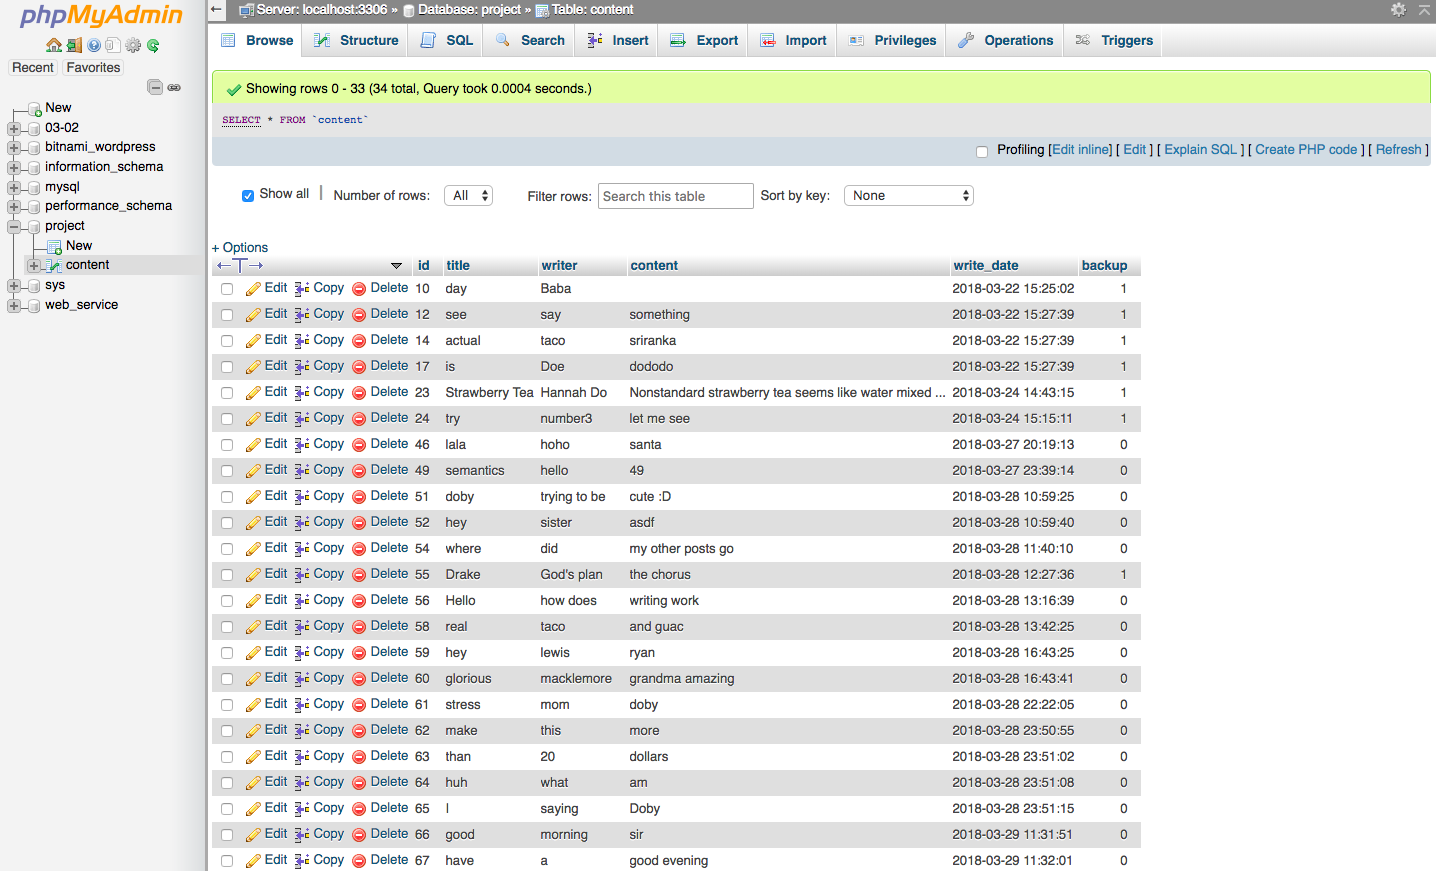 phpMyAdmin
Recent Favorites
New
03-02
bitnami_wordpress
information_schema
mysql
performance_schema
project
New
content
sys
web_service
Server: localhost:3306 » Database: project » Table: content
Browse Structure SQL Search Insert Export Import Privileges Operations Triggers
Showing rows 0 - 33 (34 total, Query took 0.0004 seconds.)
SELECT * FROM `content`
Profiling [Edit inline] [ Edit ] [ Explain SQL ] [ Create PHP code ] [ Refresh ]
Show all | Number of rows: All Filter rows: Search this table Sort by key: None
+ Options
←T→ id title writer content write_date backup
Edit Copy Delete 10 day Baba 2018-03-22 15:25:02 1
Edit Copy Delete 12 see say something 2018-03-22 15:27:39 1
Edit Copy Delete 14 actual taco sriranka 2018-03-22 15:27:39 1
Edit Copy Delete 17 is Doe dododo 2018-03-22 15:27:39 1
Edit Copy Delete 23 Strawberry Tea Hannah Do Nonstandard strawberry tea seems like water mixed ... 2018-03-24 14:43:15 1
Edit Copy Delete 24 try number3 let me see 2018-03-24 15:15:11 1
Edit Copy Delete 46 lala hoho santa 2018-03-27 20:19:13 0
Edit Copy Delete 49 semantics hello 49 2018-03-27 23:39:14 0
Edit Copy Delete 51 doby trying to be cute :D 2018-03-28 10:59:25 0
Edit Copy Delete 52 hey sister asdf 2018-03-28 10:59:40 0
Edit Copy Delete 54 where did my other posts go 2018-03-28 11:40:10 0
Edit Copy Delete 55 Drake God's plan the chorus 2018-03-28 12:27:36 1
Edit Copy Delete 56 Hello how does writing work 2018-03-28 13:16:39 0
Edit Copy Delete 58 real taco and guac 2018-03-28 13:42:25 0
Edit Copy Delete 59 hey lewis ryan 2018-03-28 16:43:25 0
Edit Copy Delete 60 glorious macklemore grandma amazing 2018-03-28 16:43:41 0
Edit Copy Delete 61 stress mom doby 2018-03-28 22:22:05 0
Edit Copy Delete 62 make this more 2018-03-28 23:50:55 0
Edit Copy Delete 63 than 20 dollars 2018-03-28 23:51:02 0
Edit Copy Delete 64 huh what am 2018-03-28 23:51:08 0
Edit Copy Delete 65 I saying Doby 2018-03-28 23:51:15 0
Edit Copy Delete 66 good morning sir 2018-03-29 11:31:51 0
Edit Copy Delete 67 have a good evening 2018-03-29 11:32:01 0